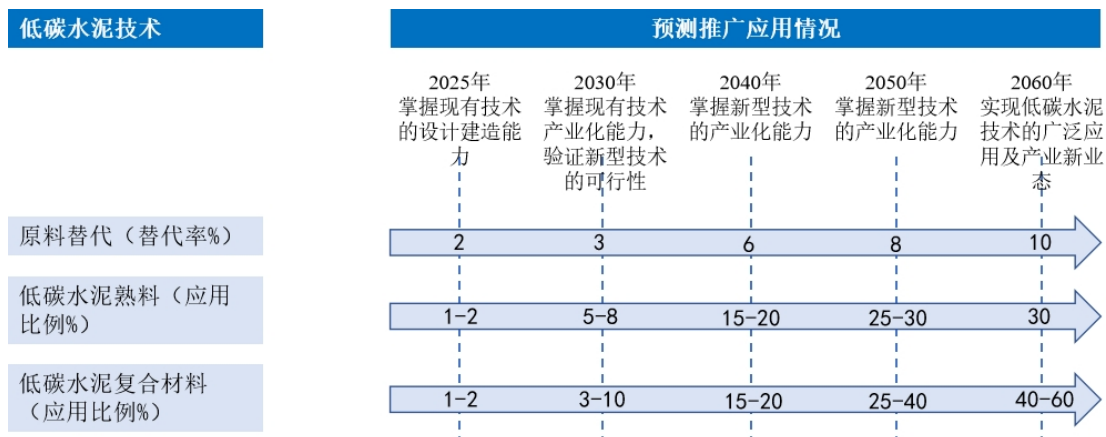 低碳水泥技术
预测推广应用情况
2025年
掌握现有技术
的设计建造能
力
2030年
掌握现有技术
产业化能力，
验证新型技术
的可行性
2040年
掌握新型技术
的产业化能力
2050年
掌握新型技术
的产业化能力
2060年
实现低碳水泥
技术的广泛应
用及产业新业
态
原料替代（替代率%）
2
3
6
8
10
低碳水泥熟料（应用
比例%）
1-2
5-8
15-20
25-30
30
低碳水泥复合材料
（应用比例%）
1-2
3-10
15-20
25-40
40-60